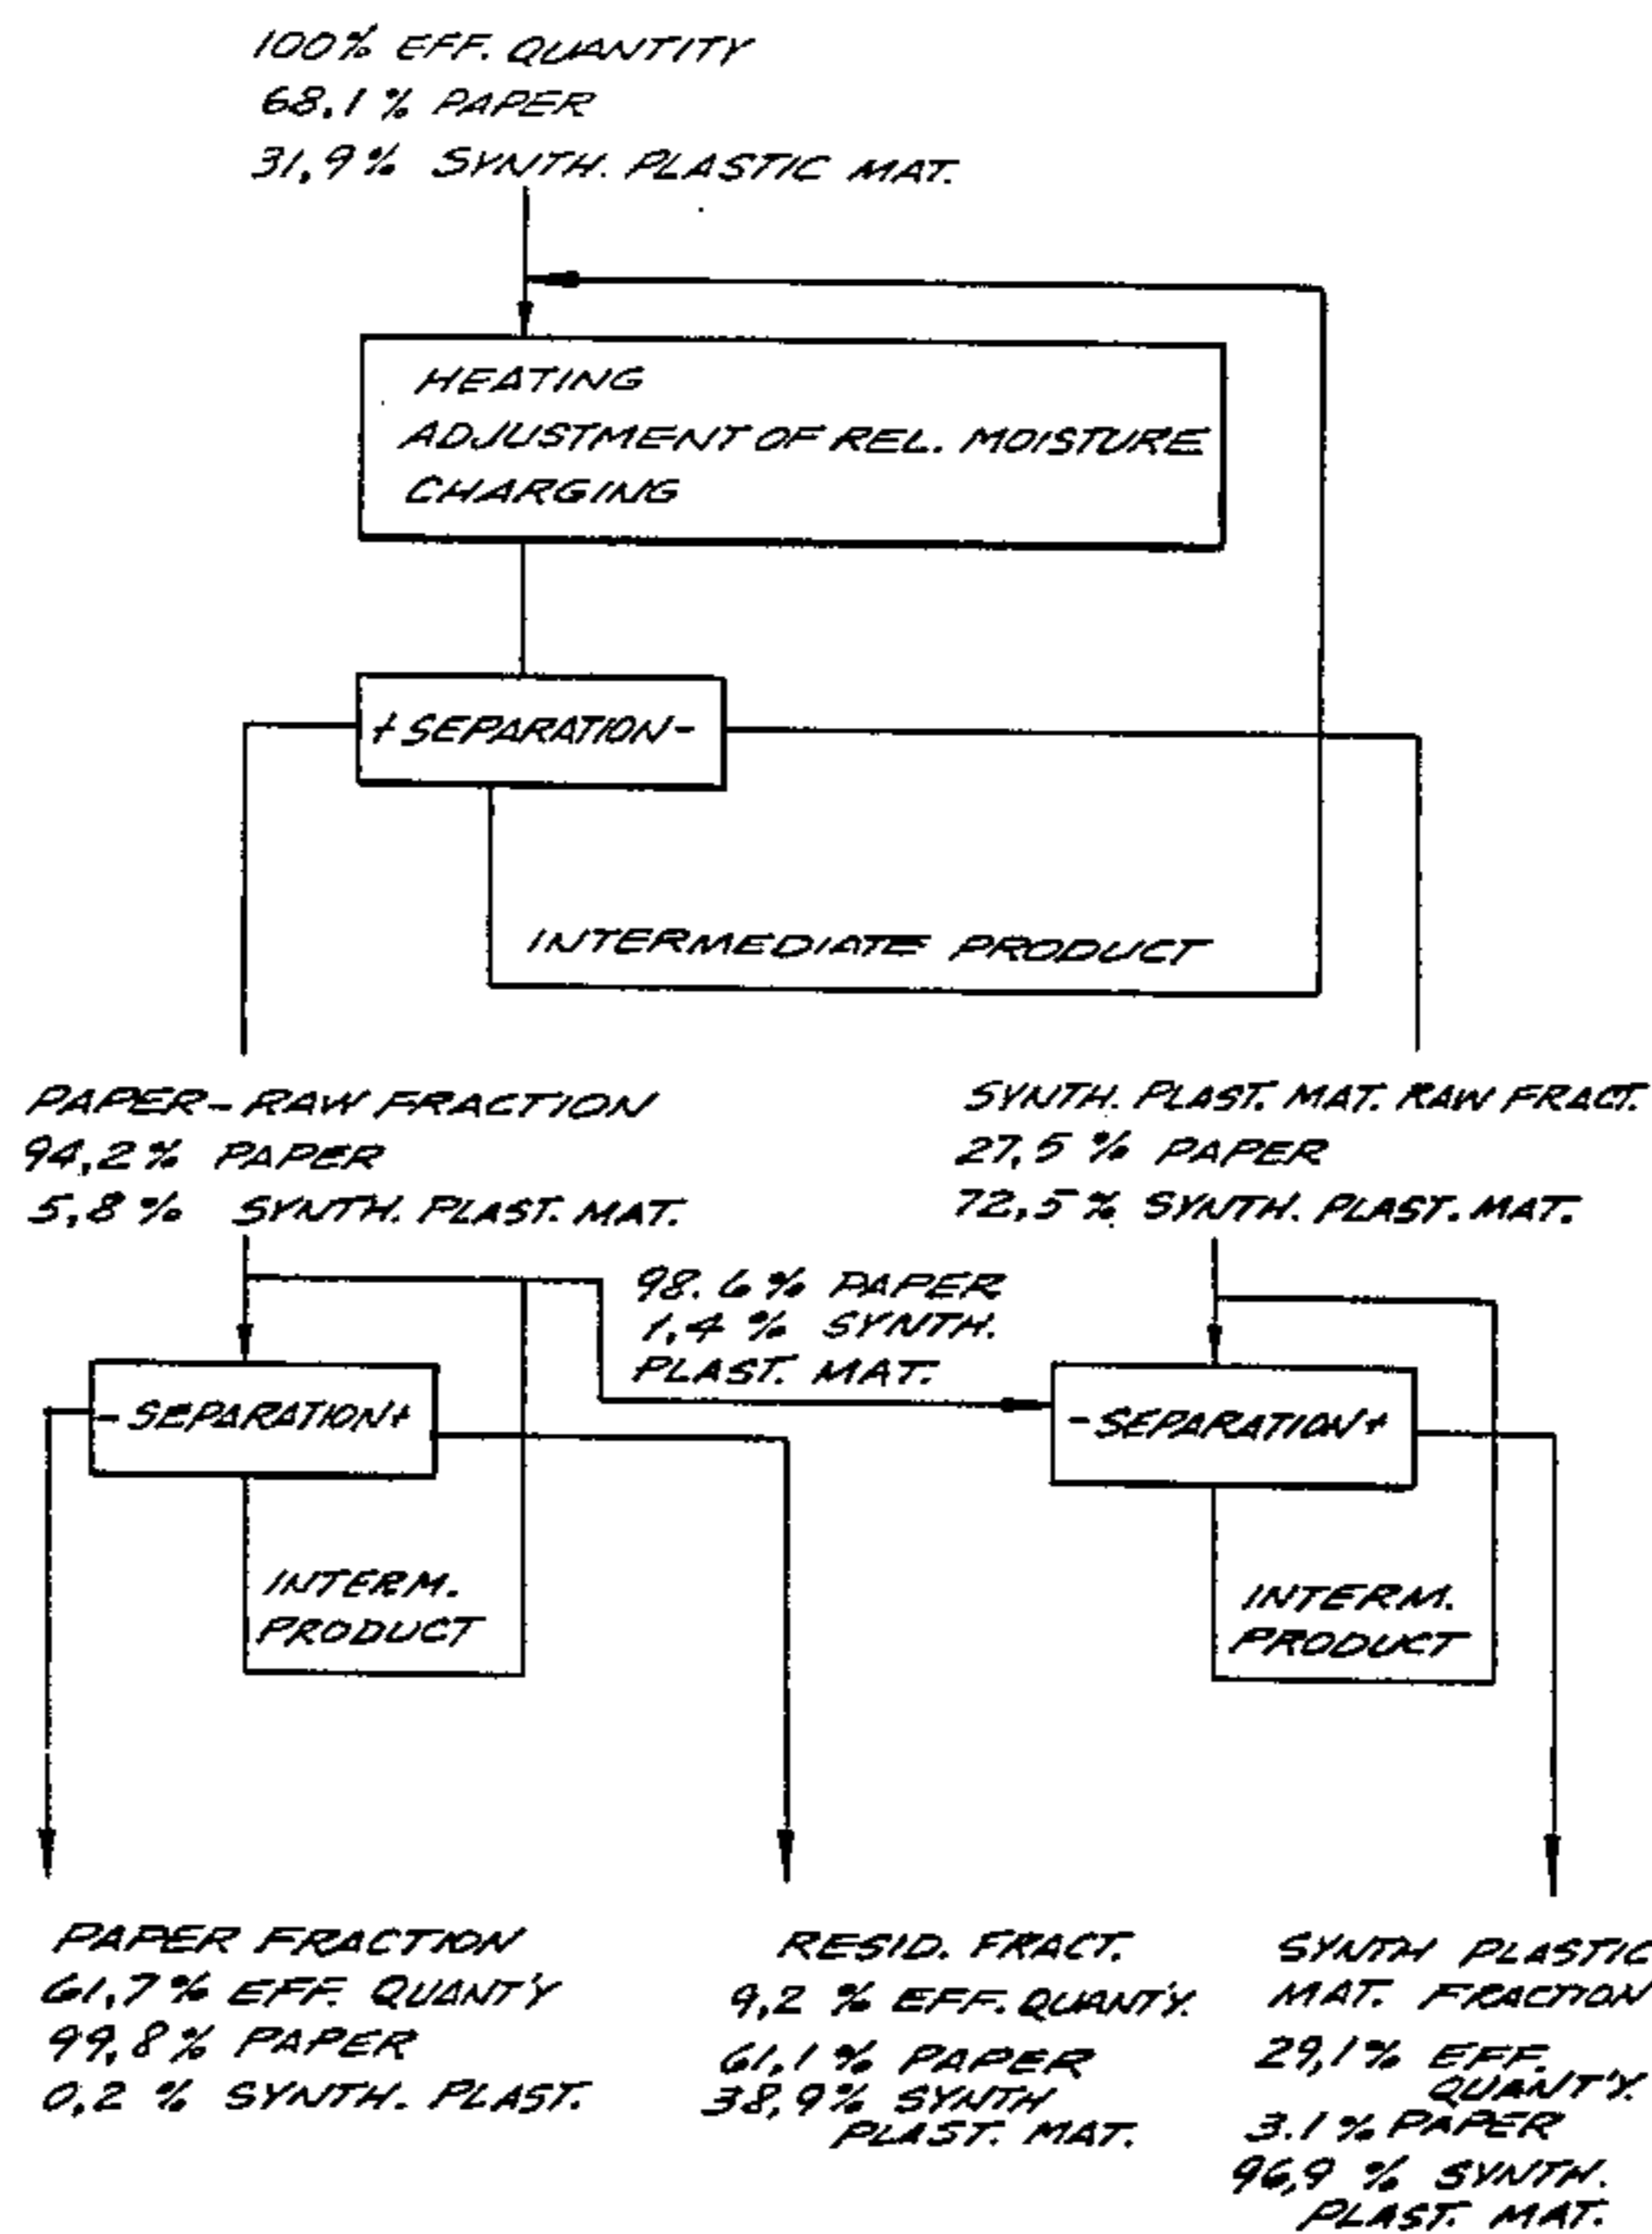 100% EFF. QUANTITY
68,1% PAPER
31,9% SYNTH. PLASTIC MAT.
HEATING
ADJUSTMENT OF REL. MOISTURE
CHARGING
+ SEPARATION -
INTERMEDIATE PRODUCT
PAPER-RAW FRACTION
94,2% PAPER
5,8% SYNTH. PLAST. MAT.
SYNTH. PLAST. MAT. RAW FRACT.
27,5% PAPER
72,5% SYNTH. PLAST. MAT.
98.6% PAPER
1,4% SYNTH.
PLAST. MAT.
- SEPARATION +
- SEPARATION +
INTERM.
PRODUCT
INTERM.
PRODUCT
PAPER FRACTION
61,7% EFF. QUANT'Y
99,8% PAPER
0,2% SYNTH. PLAST.
RESID. FRACT.
9,2% EFF. QUANT'Y.
61,1% PAPER
38,9% SYNTH
PLAST. MAT.
SYNTH PLASTIC
MAT. FRACTION
29,1% EFF.
QUANT'Y.
3.1% PAPER
96,9% SYNTH.
PLAST. MAT.